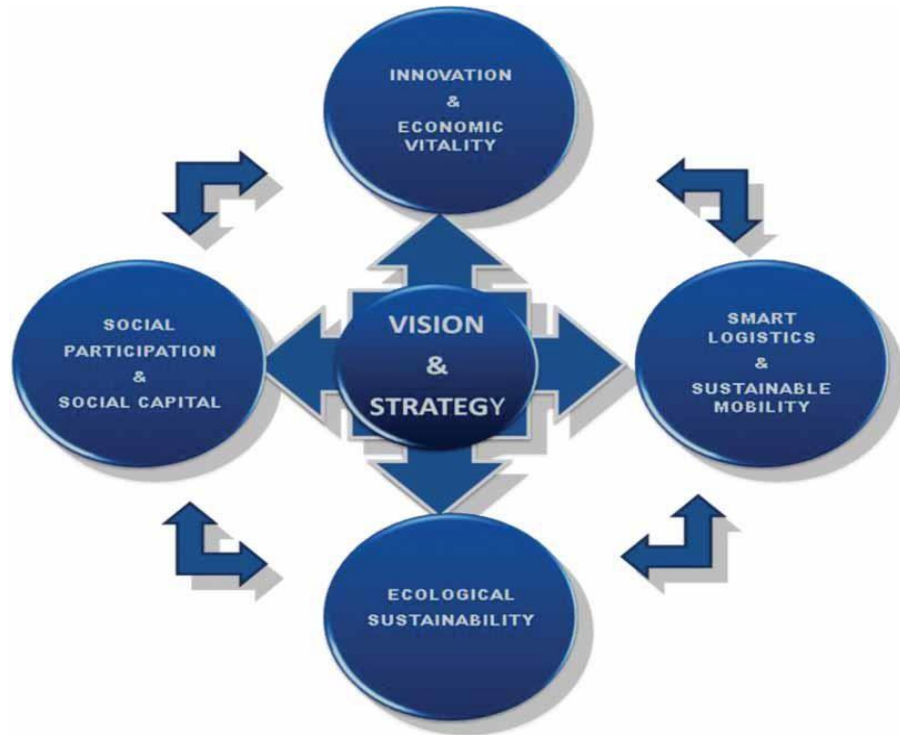 INNOVATION
&
ECONOMIC
VITALITY
SOCIAL
PARTICIPATION
&
SOCIAL CAPITAL
VISION
&
STRATEGY
SMART
LOGISTICS
&
SUSTAINABLE
MOBILITY
ECOLOGICAL
SUSTAINABILITY